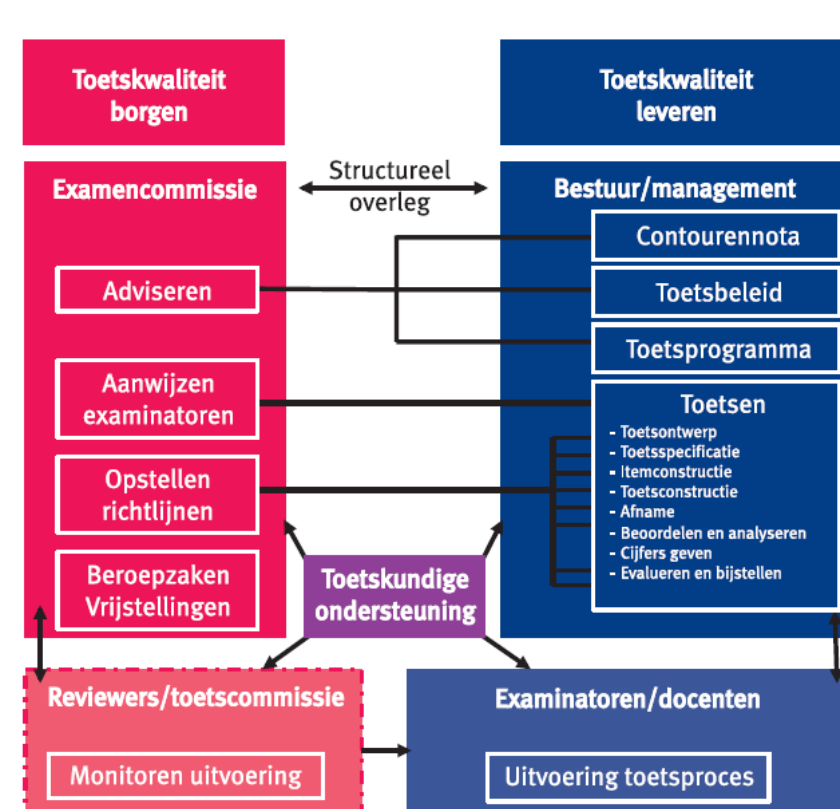 Toetskwaliteit
borgen
Toetskwaliteit
leveren
Examencommissie
Structureel
overleg
Bestuur/management
Adviseren
Contourennota
Toetsbeleid
Toetsprogramma
Aanwijzen
examinatoren
Opstellen
richtlijnen
Beroepzaken
Vrijstellingen
Toetsen
- Toetsontwerp
- Toetsspecificatie
- Itemconstructie
- Toetsconstructie
- Afname
- Beoordelen en analyseren
- Cijfers geven
- Evalueren en bijstellen
Toetskundige
ondersteuning
Reviewers/toetscommissie
Monitoren uitvoering
Examinatoren/docenten
Uitvoering toetsproces